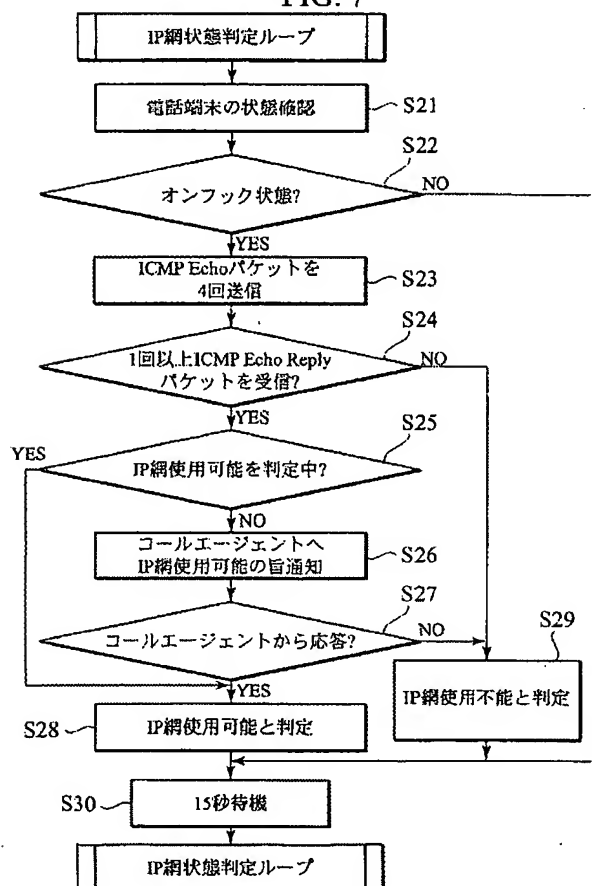 FIG. 7
IP網状態判定ループ
電話端末の状態確認
S21
S22
オンフック状態?
NO
YES
ICMP Echoパケットを
4回送信
S23
S24
1回以上ICMP Echo Reply
パケットを受信?
NO
YES
S25
YES
IP網使用可能を判定中?
NO
コールエージェントへ
IP網使用可能の旨通知
S26
S27
コールエージェントから応答?
NO
S29
YES
IP網使用不能と判定
S28
IP網使用可能と判定
S30
15秒待機
IP網状態判定ループ